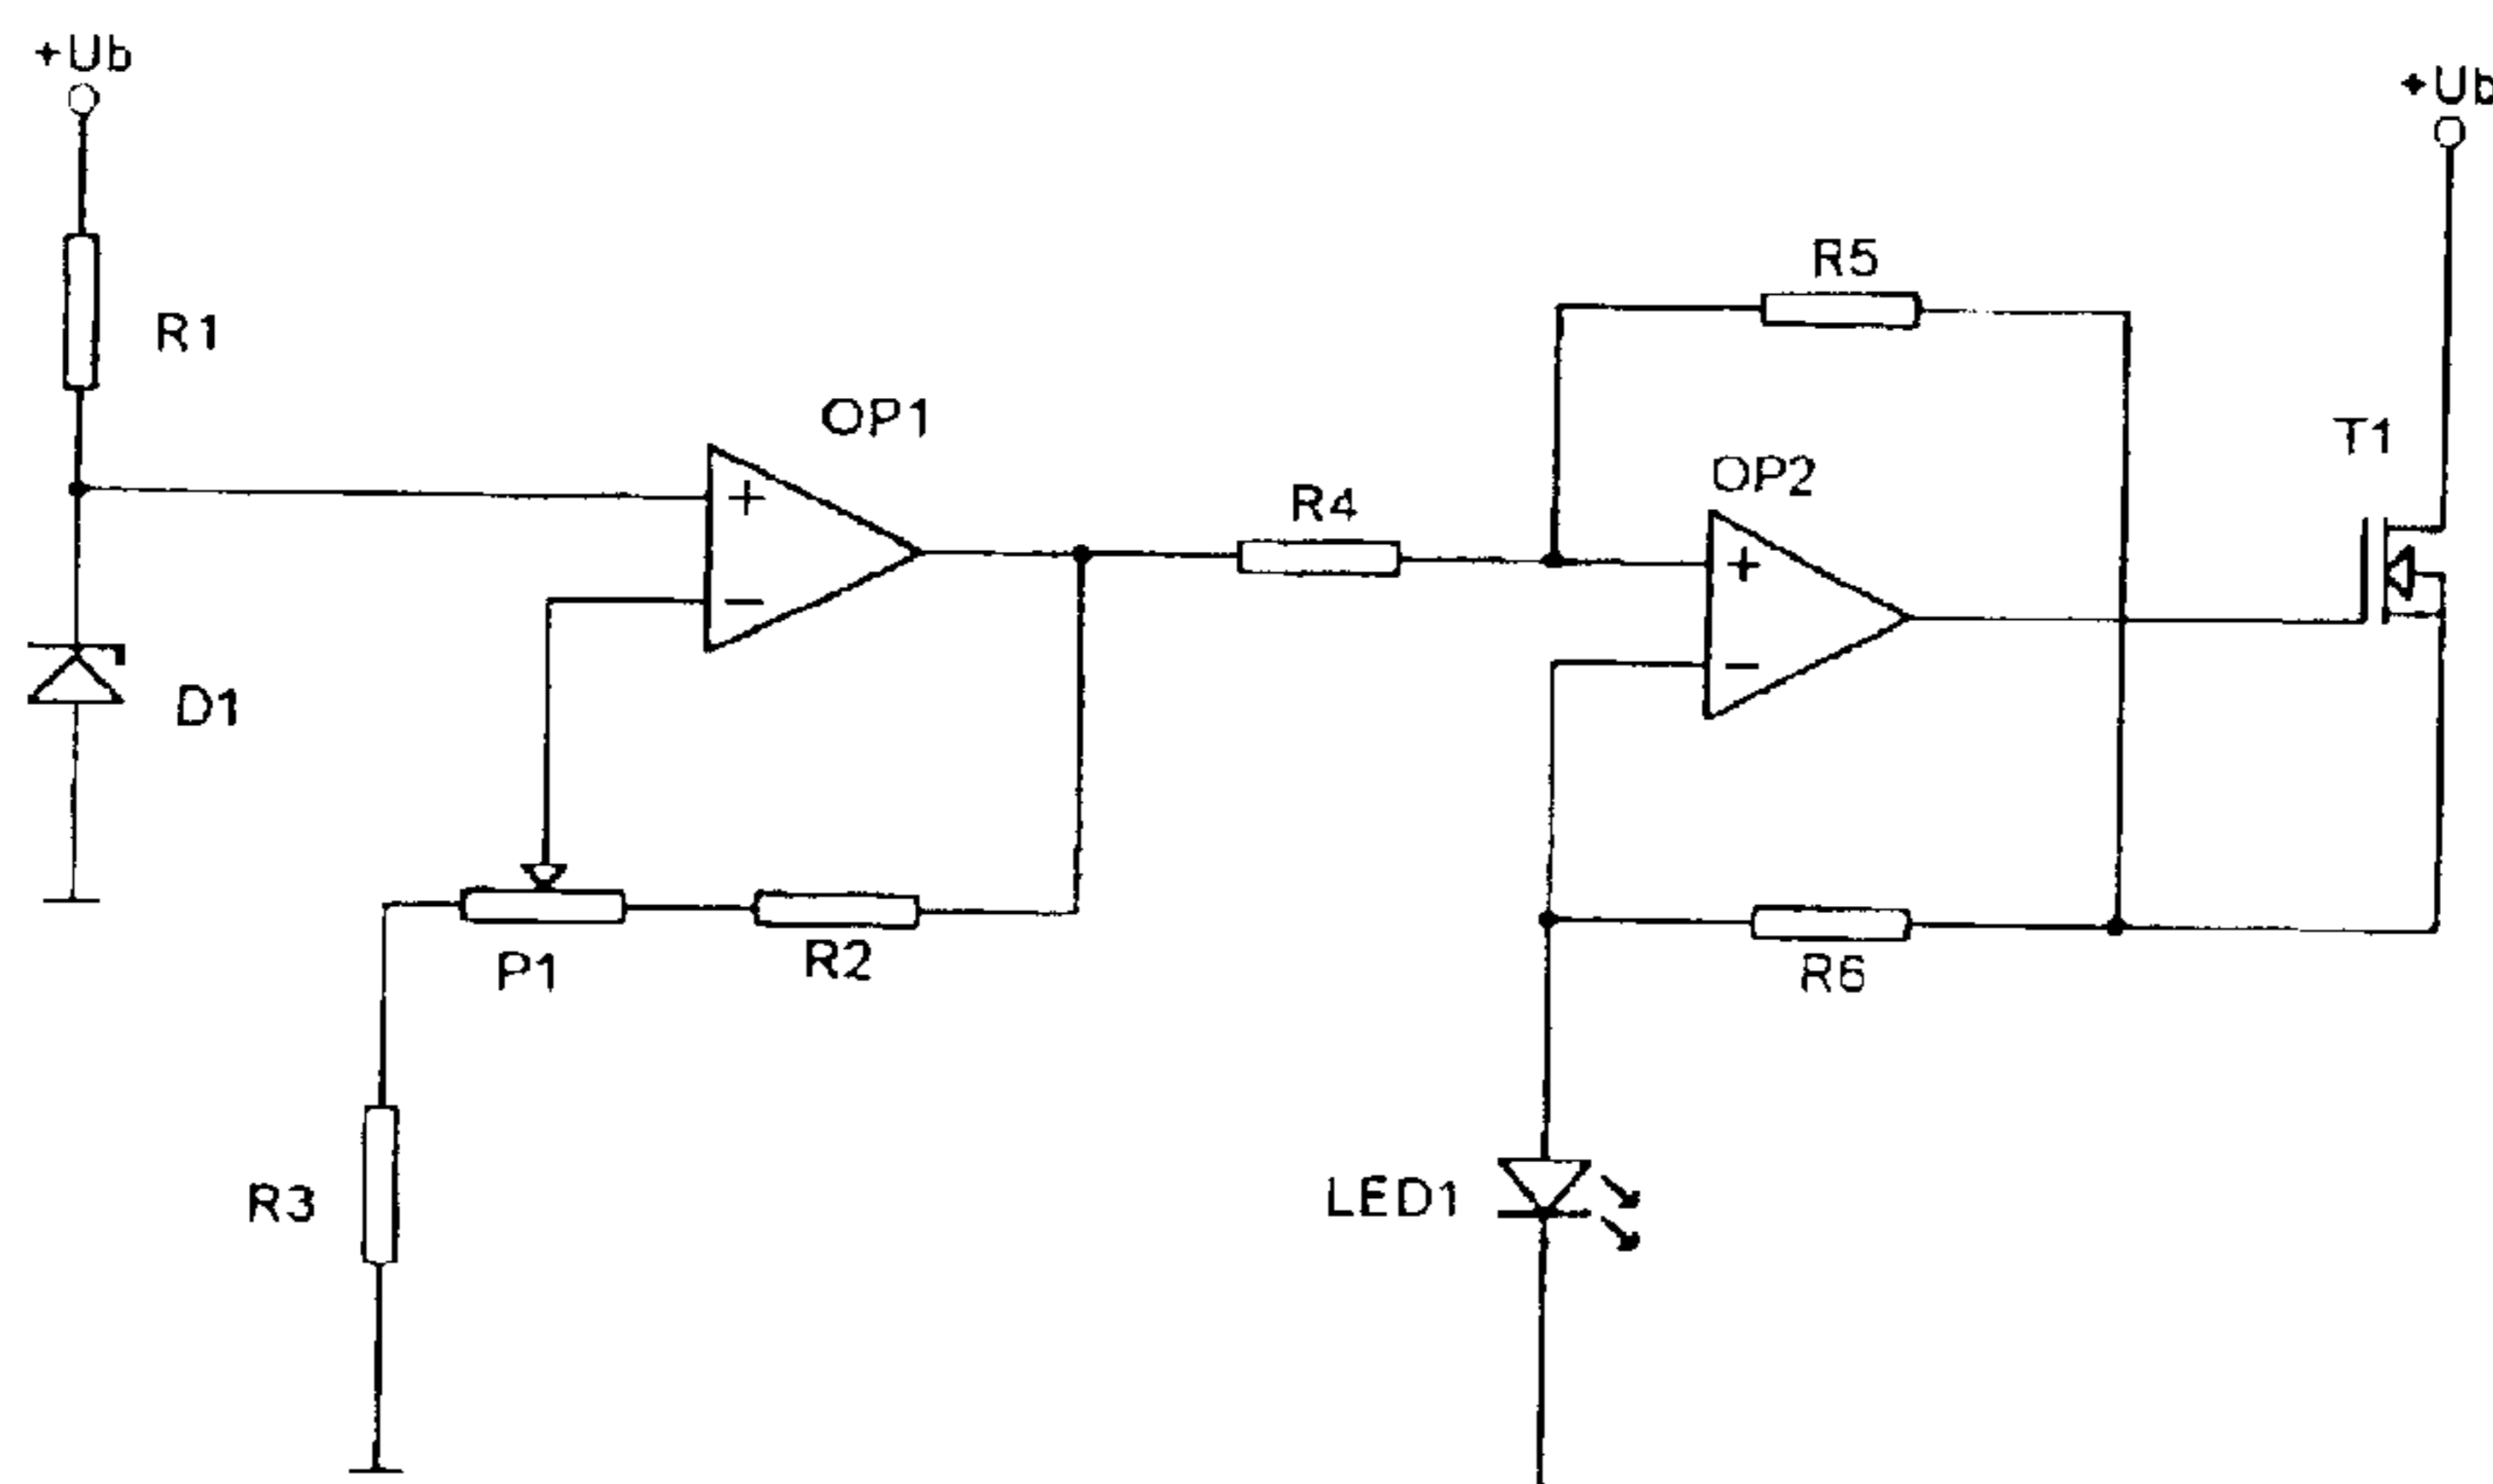 +Ub
+Ub
R1
R5
OP1
T1
OP2
R4
+
+
−
−
D1
P1
R2
R6
R3
LED1